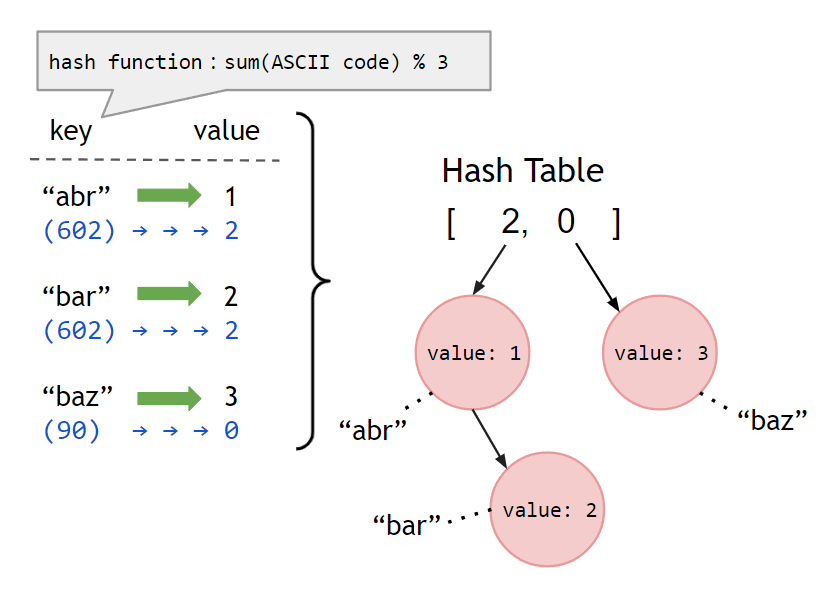 hash function: sum(ASCII code) % 3
key value
“abr” 1
(602) → → → 2
“bar” 2
(602) → → → 2
“baz” 3
(90) → → → 0
Hash Table
[ 2, 0 ]
value: 1
value: 3
“abr”
“baz”
value: 2
“bar”